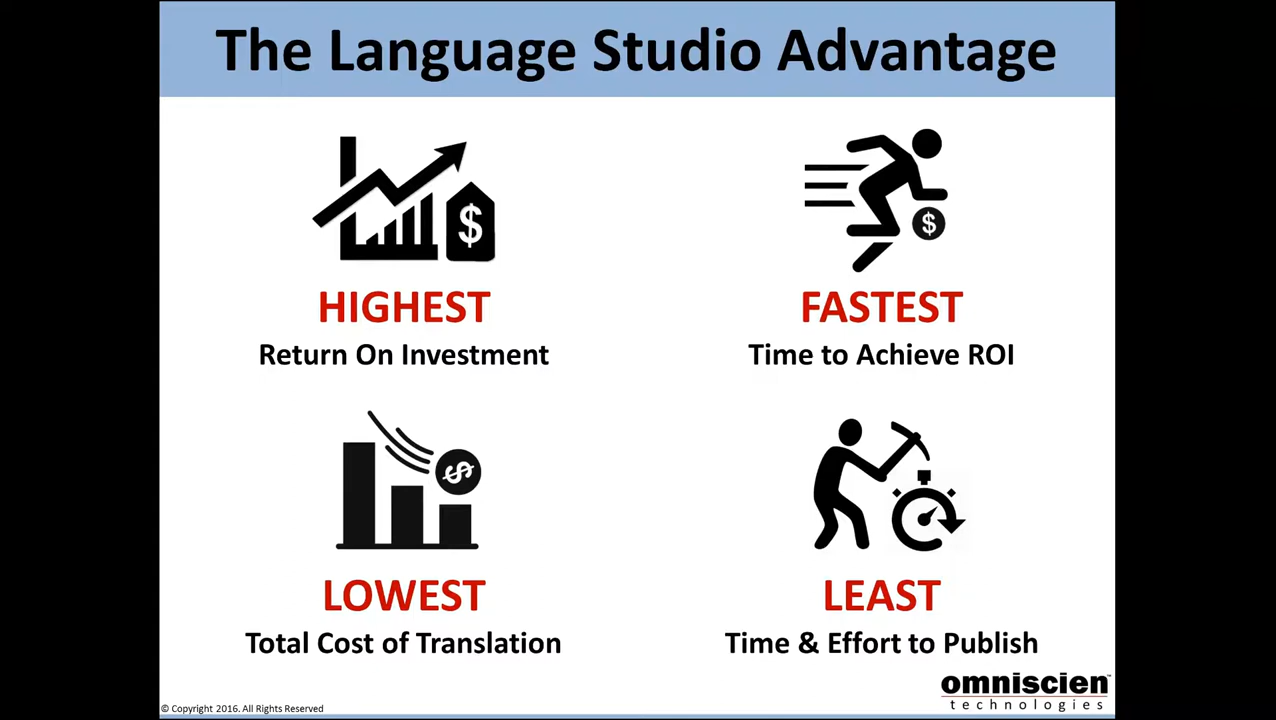 The Language Studio Advantage
$
$
HIGHEST
FASTEST
Return On Investment
Time to Achieve ROI
$
LOWEST
LEAST
Total Cost of Translation
Time & Effort to Publish
omniscien™
technologies
© Copyright 2016. All Rights Reserved